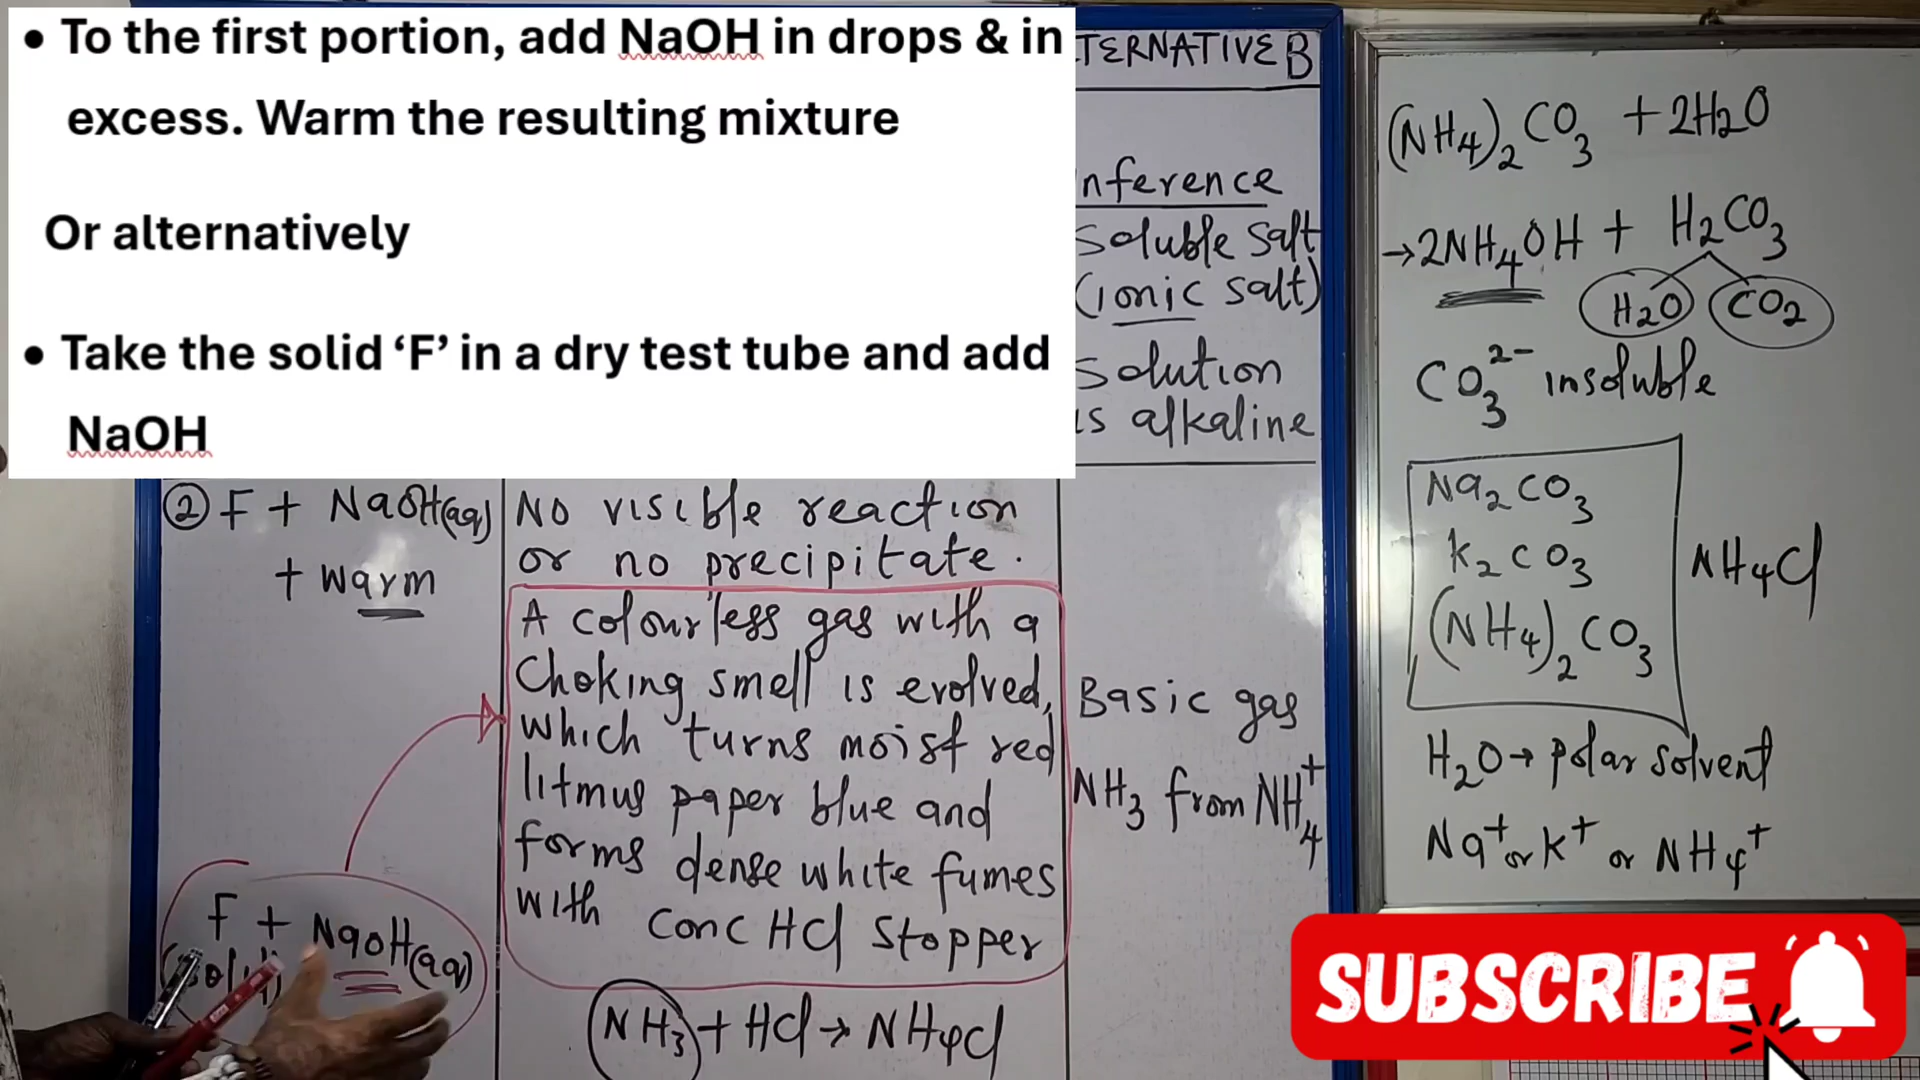 • To the first portion, add NaOH in drops & in
excess. Warm the resulting mixture
Or alternatively
• Take the solid ‘F’ in a dry test tube and add
NaOH
TERNATIVE B
nference
soluble salt
(ionic salt)
solution
is alkaline
② F + NaOH(aq)
+ warm
No visible reaction
or no precipitate.
A colourless gas with a
Choking smell is evolved,
which turns moist red
litmus paper blue and
forms dense white fumes
with conc HCl stopper
Basic gas
NH3 from NH4+
F + NaOH(aq)
NH3 + HCl → NH4Cl
(NH4)2CO3 + 2H2O
→ 2NH4OH + H2CO3
H2O CO2
CO3 2- insoluble
Na2CO3
K2CO3
(NH4)2CO3
NH4Cl
H2O → polar solvent
Na+ or K+ or NH4+
SUBSCRIBE